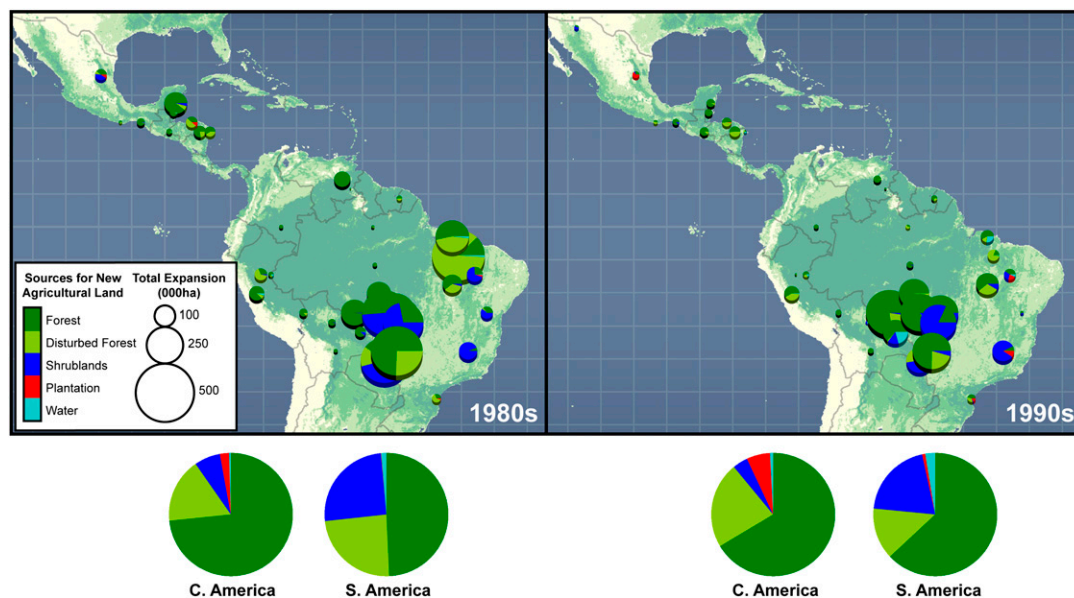 Sources for New
Agricultural Land
Total Expansion
(000ha)
Forest
Disturbed Forest
Shrublands
Plantation
Water
100
250
500
1980s
1990s
C. America
S. America
C. America
S. America